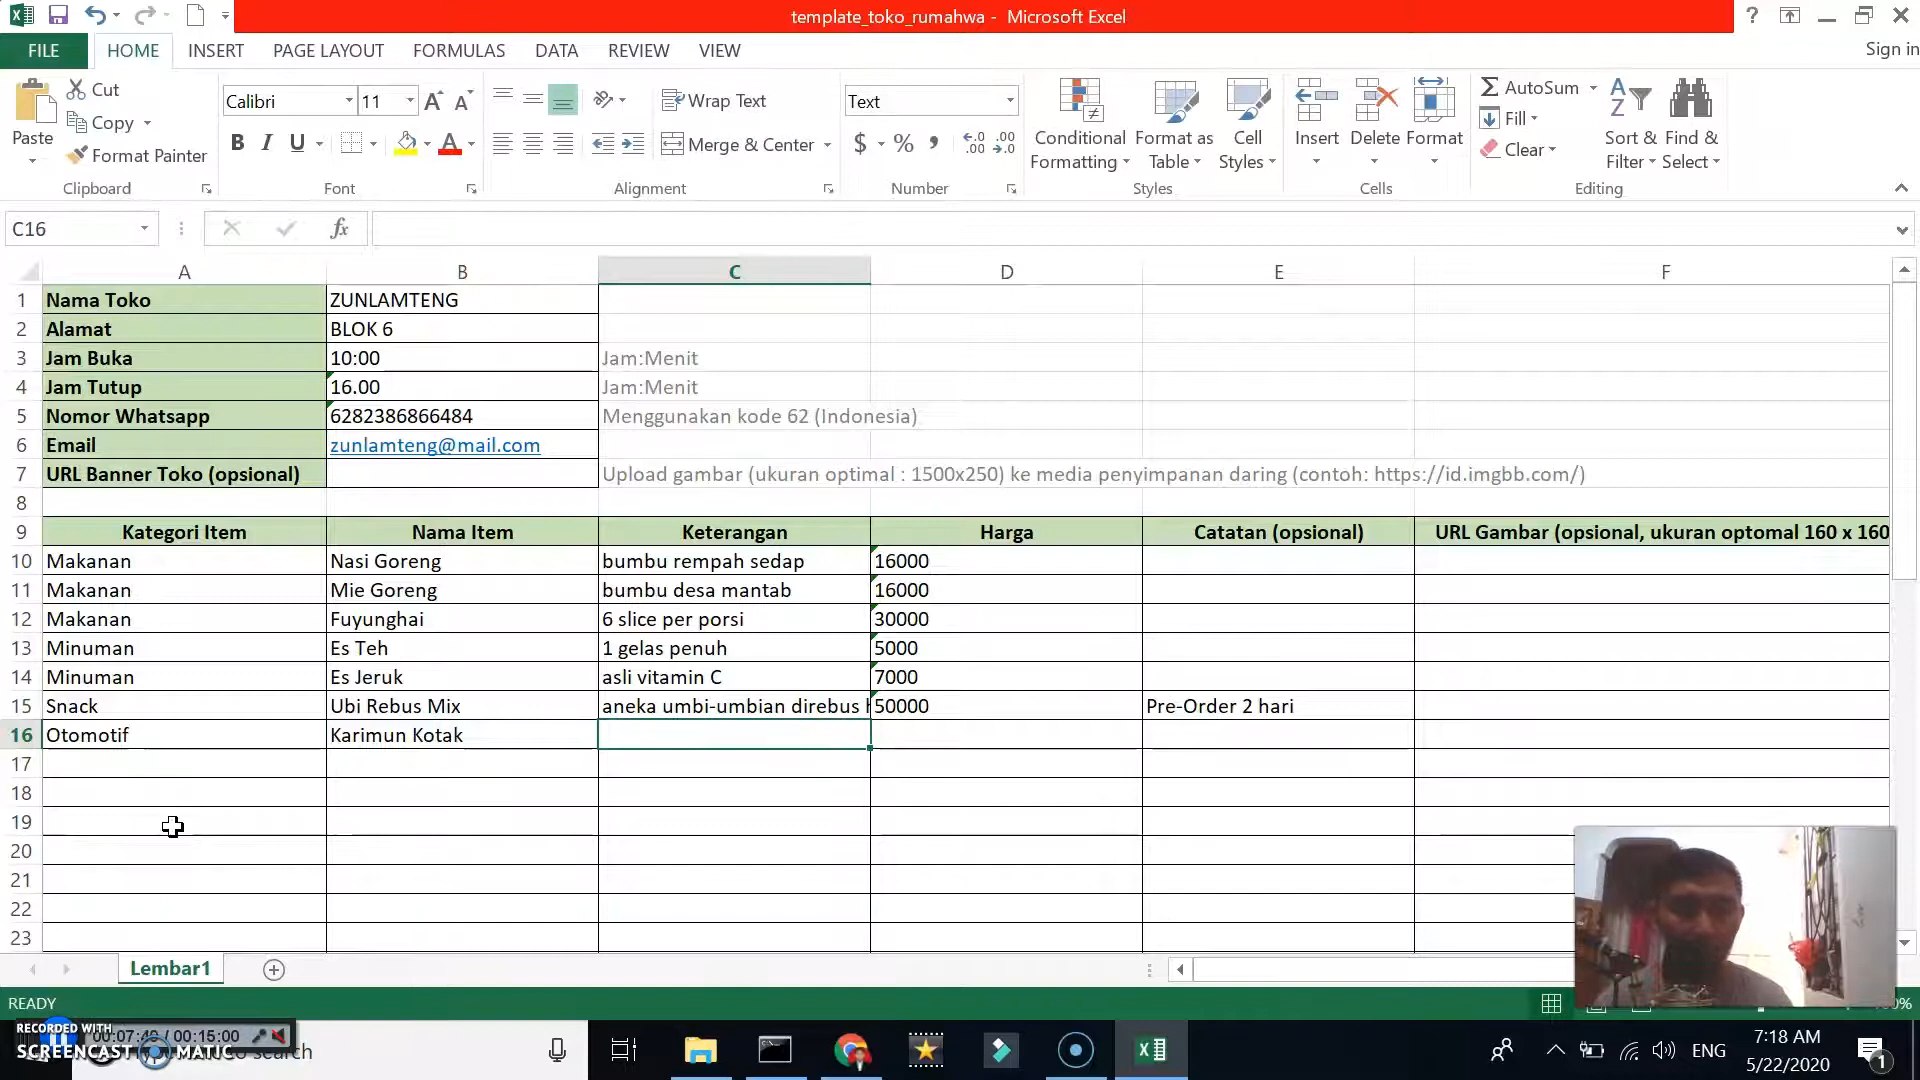 template_toko_rumahwa - Microsoft Excel
FILE HOME INSERT PAGE LAYOUT FORMULAS DATA REVIEW VIEW Sign in
Cut
Copy
Format Painter
Paste
Clipboard
Calibri 11
B I U
Font
Wrap Text
Merge & Center
Alignment
Text
$ % ,
Number
Conditional Formatting
Format as Table
Cell Styles
Styles
Insert Delete Format
Cells
AutoSum
Fill
Clear
Sort & Filter
Find & Select
Editing
C16 fx
A B C D E F
1 Nama Toko ZUNLAMTENG
2 Alamat BLOK 6
3 Jam Buka 10:00 Jam:Menit
4 Jam Tutup 16.00 Jam:Menit
5 Nomor Whatsapp 6282386866484 Menggunakan kode 62 (Indonesia)
6 Email zunlamteng@mail.com
7 URL Banner Toko (opsional) Upload gambar (ukuran optimal : 1500x250) ke media penyimpanan daring (contoh: https://id.imgbb.com/)
8
9 Kategori Item Nama Item Keterangan Harga Catatan (opsional) URL Gambar (opsional, ukuran optomal 160 x 160
10 Makanan Nasi Goreng bumbu rempah sedap 16000
11 Makanan Mie Goreng bumbu desa mantab 16000
12 Makanan Fuyunghai 6 slice per porsi 30000
13 Minuman Es Teh 1 gelas penuh 5000
14 Minuman Es Jeruk asli vitamin C 7000
15 Snack Ubi Rebus Mix aneka umbi-umbian direbus 50000 Pre-Order 2 hari
16 Otomotif Karimun Kotak
17
18
19
20
21
22
23
Lembar1
READY
RECORDED WITH
SCREENCAST MATIC
00:07:49 / 00:15:00
to search
ENG
7:18 AM
5/22/2020
1